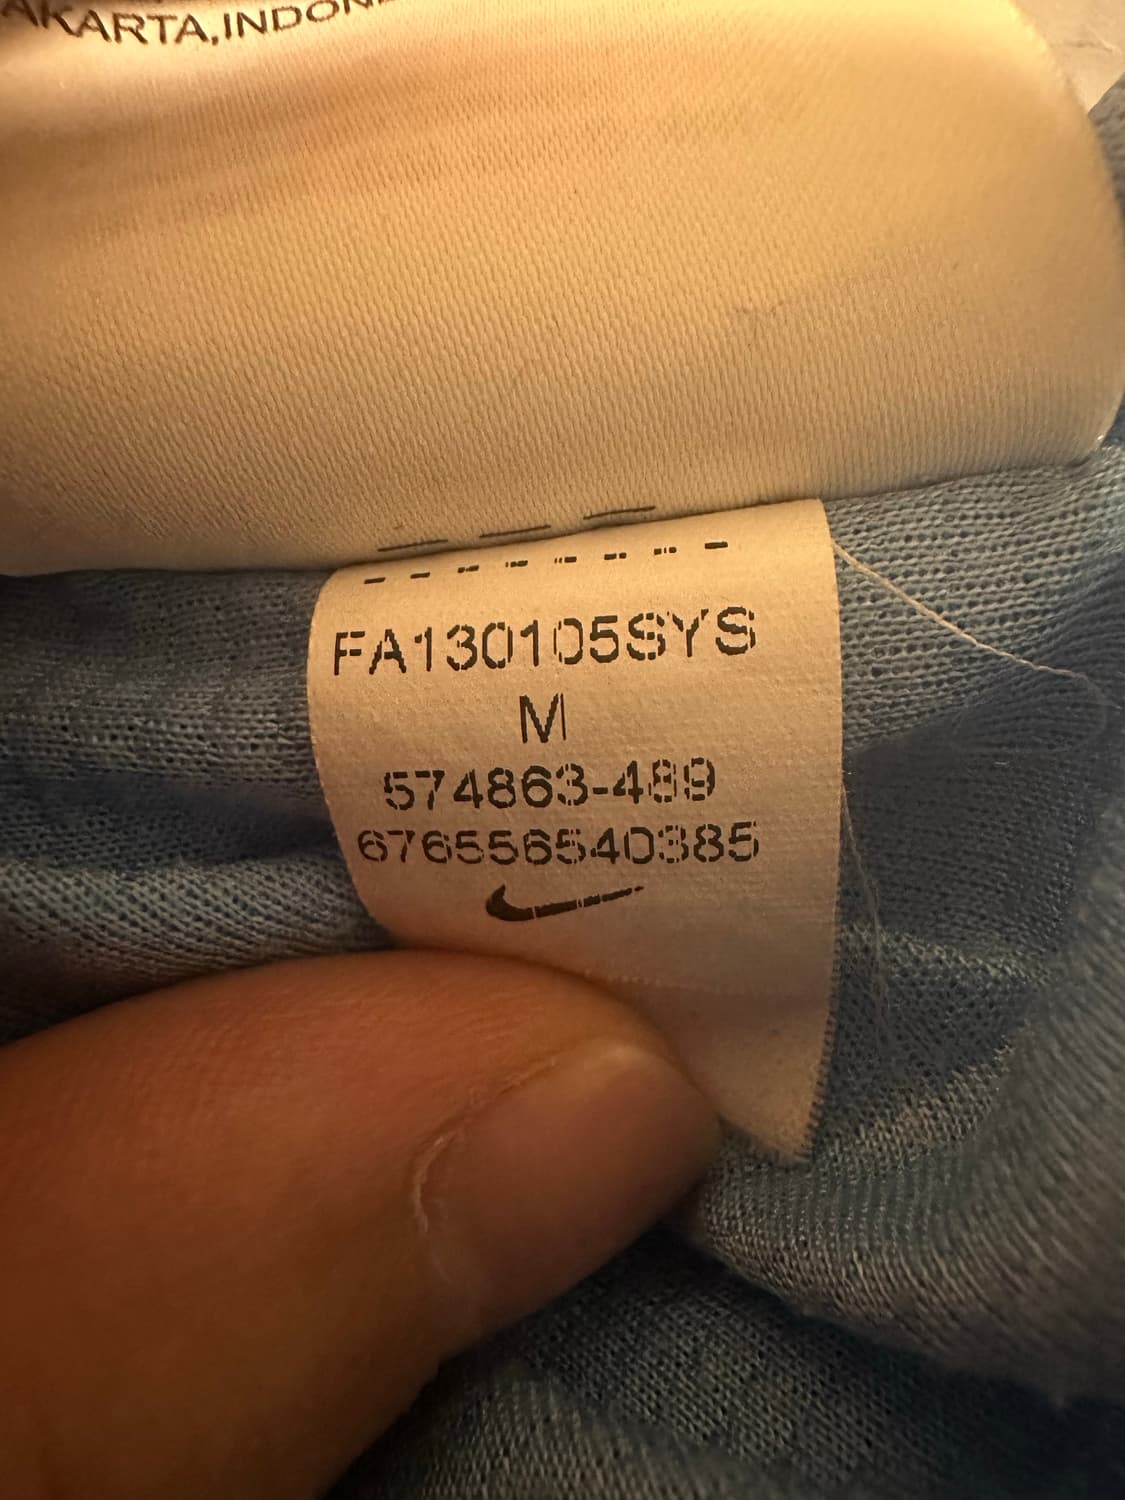 AKARTA,INDON
FA130105SYS
M
574863-489
676556540385